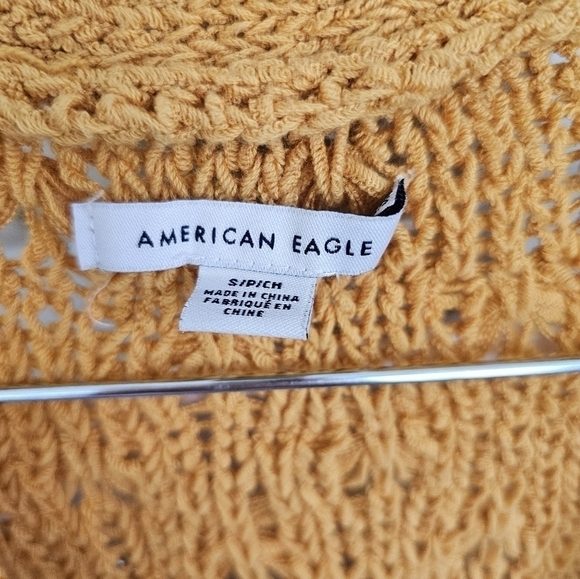 AMERICAN EAGLE
S/P/CH
MADE IN CHINA
FABRIQUÉ EN
CHINE